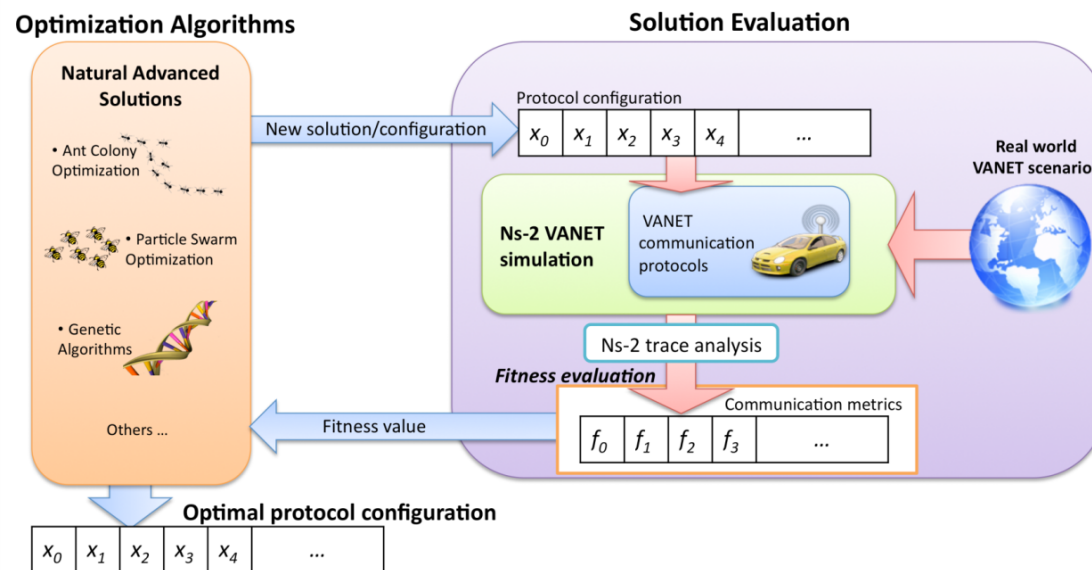 Optimization Algorithms
Solution Evaluation
Natural Advanced
Solutions
• Ant Colony
Optimization
• Particle Swarm
Optimization
• Genetic
Algorithms
Others ...
New solution/configuration
Protocol configuration
x0 x1 x2 x3 x4 ...
Real world
VANET scenario
Ns-2 VANET
simulation
VANET
communication
protocols
Ns-2 trace analysis
Fitness evaluation
Communication metrics
f0 f1 f2 f3 ...
Fitness value
Optimal protocol configuration
x0 x1 x2 x3 x4 ...